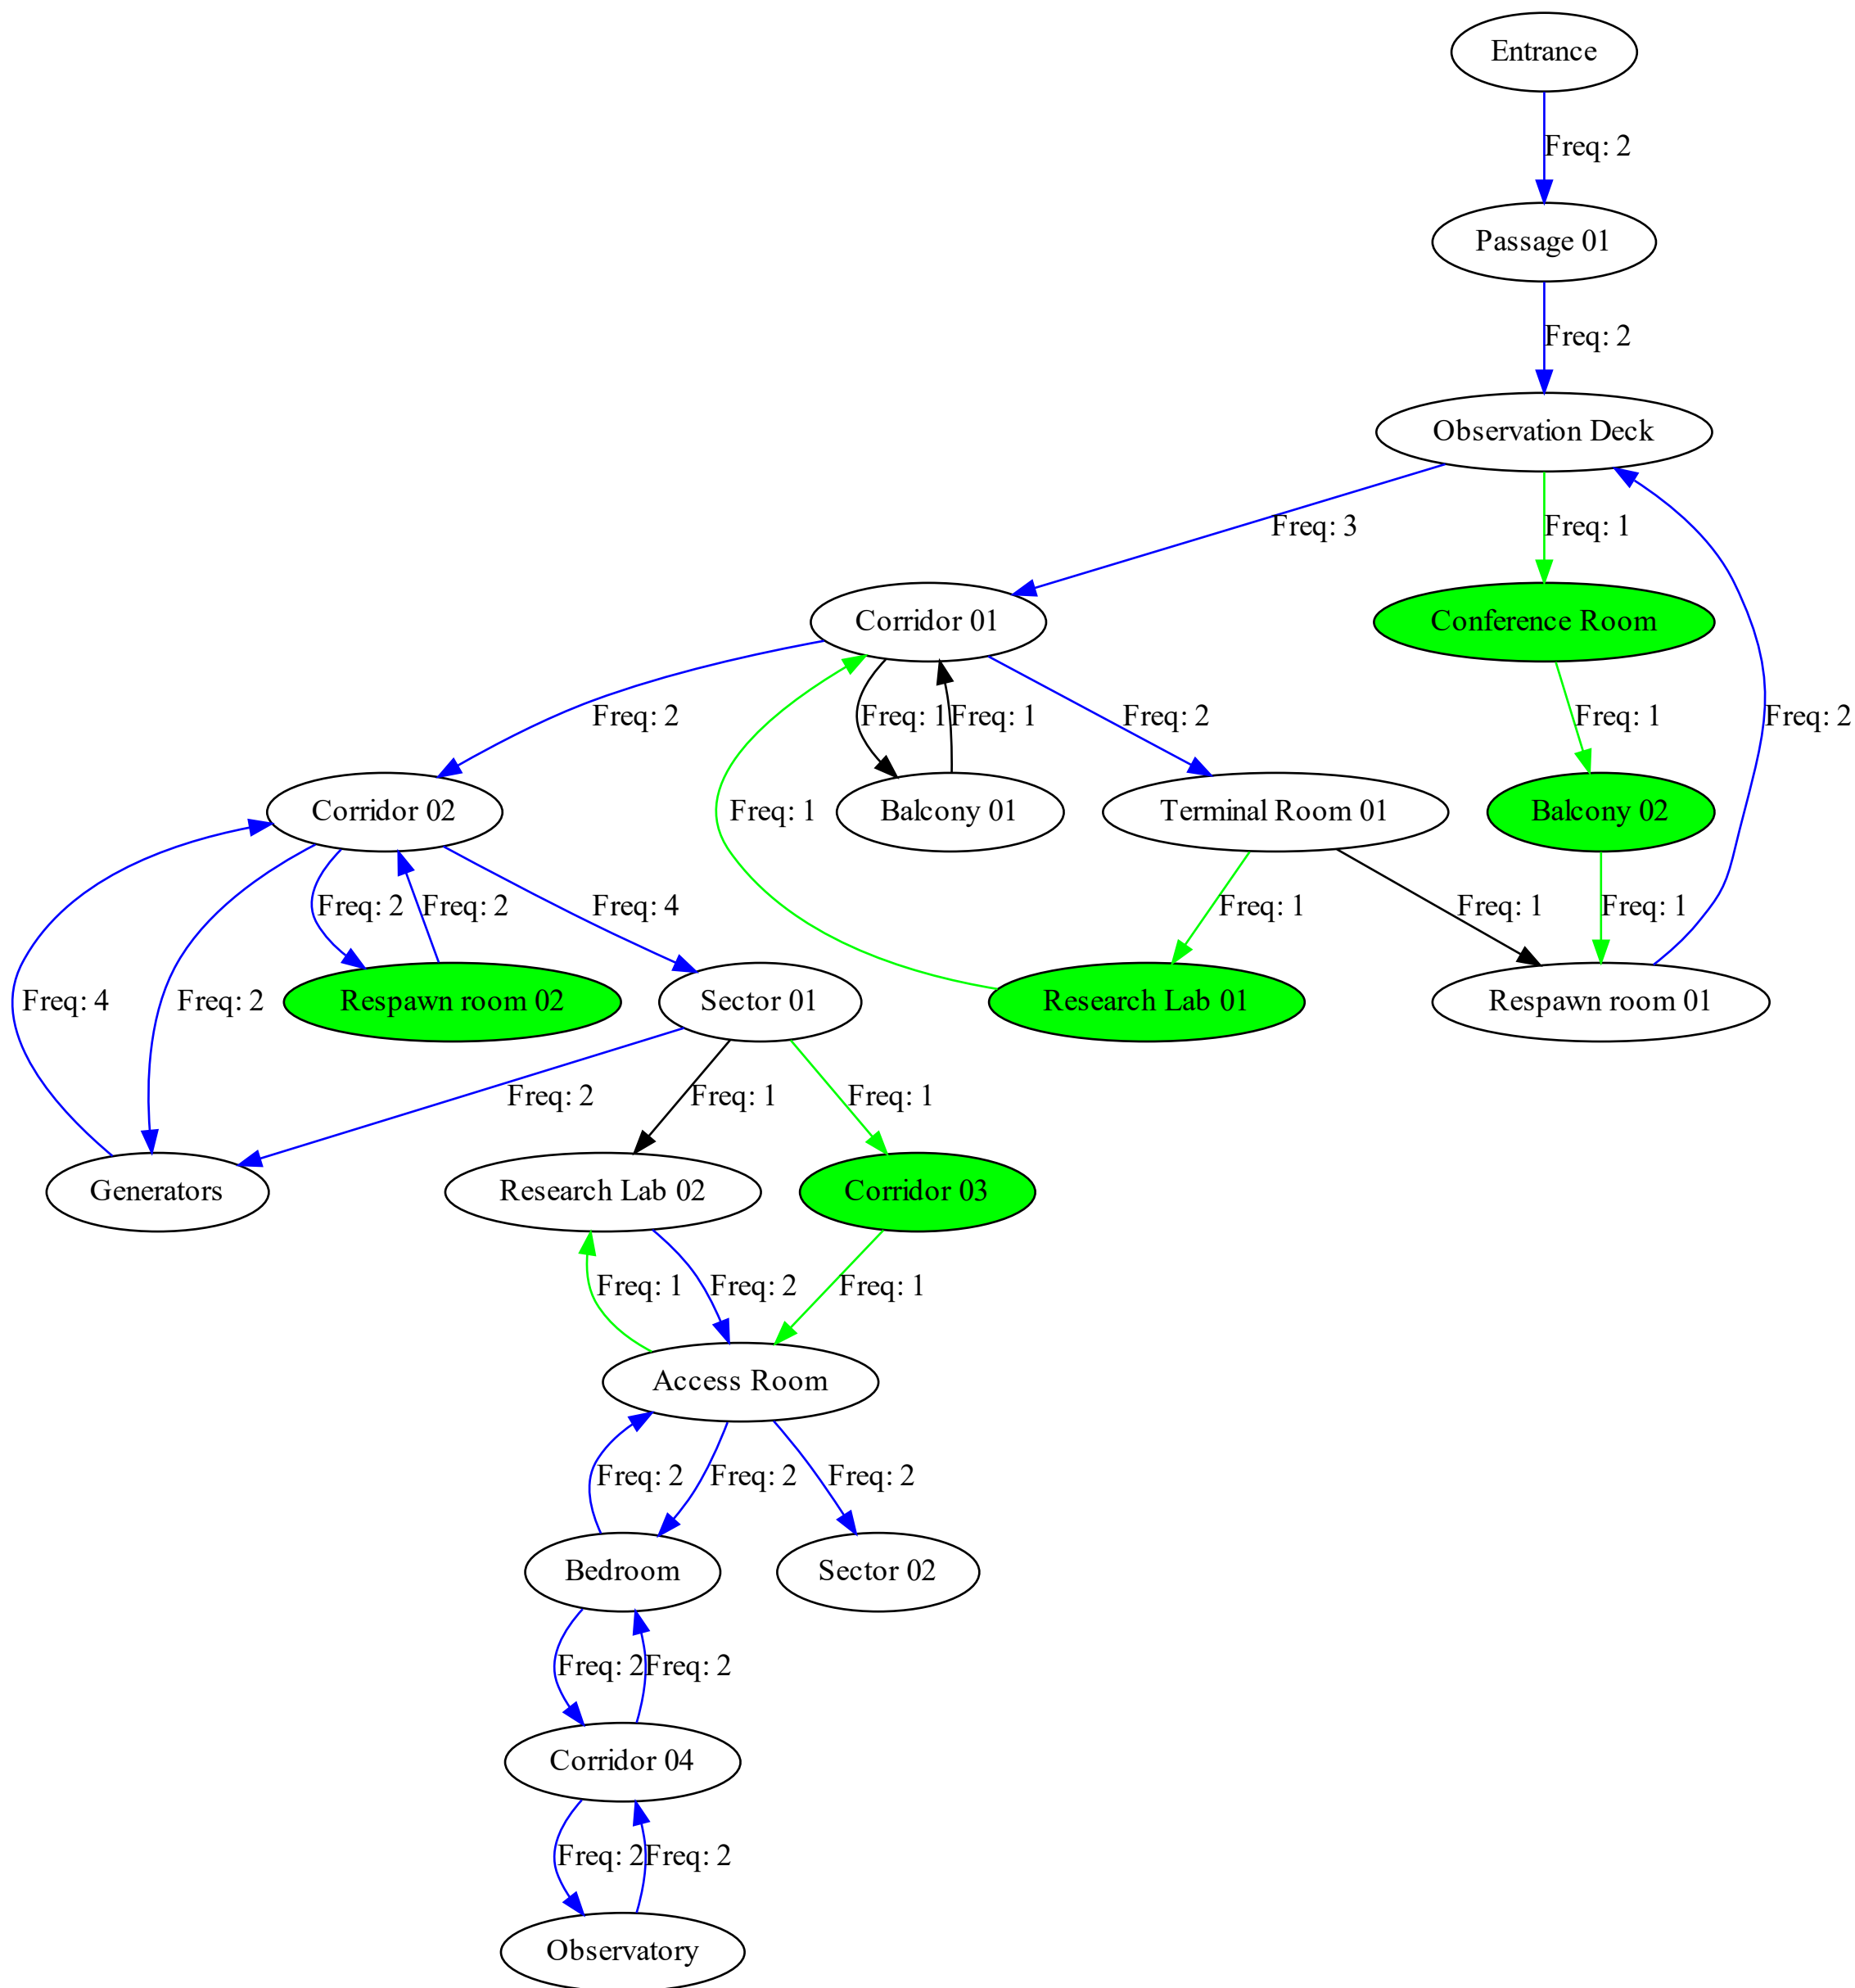 Entrance
Freq: 2
Passage 01
Freq: 2
Observation Deck
Freq: 3
Freq: 1
Corridor 01
Conference Room
Freq: 2
Freq: 1
Freq: 1
Freq: 2
Freq: 1
Freq: 2
Corridor 02
Freq: 1
Balcony 01
Terminal Room 01
Balcony 02
Freq: 2
Freq: 2
Freq: 4
Freq: 1
Freq: 1
Freq: 1
Freq: 4
Freq: 2
Respawn room 02
Sector 01
Research Lab 01
Respawn room 01
Freq: 2
Freq: 1
Freq: 1
Generators
Research Lab 02
Corridor 03
Freq: 1
Freq: 2
Freq: 1
Access Room
Freq: 2
Freq: 2
Freq: 2
Bedroom
Sector 02
Freq: 2
Freq: 2
Corridor 04
Freq: 2
Freq: 2
Observatory